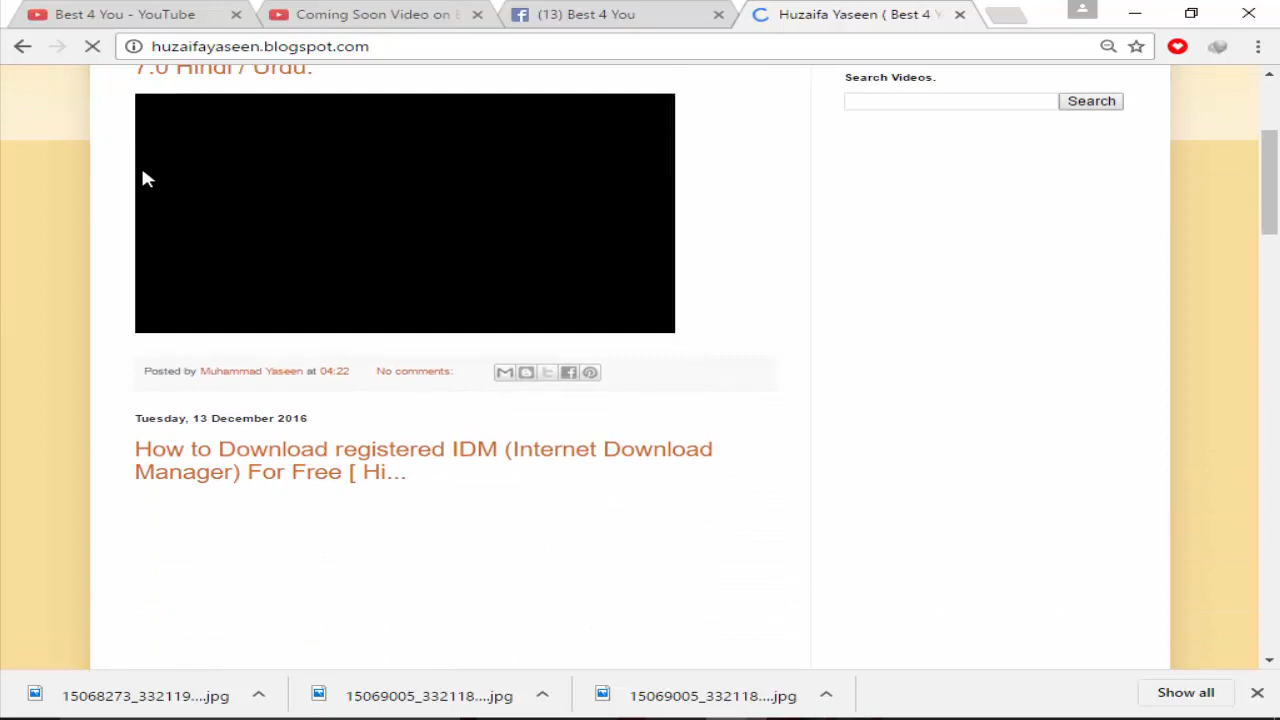 Best 4 You - YouTube
Coming Soon Video on
(13) Best 4 You
Huzaifa Yaseen ( Best 4 Y
huzaifayaseen.blogspot.com
7.0 Hindi / Urdu.
Search Videos.
Search
Posted by Muhammad Yaseen at 04:22 No comments:
Tuesday, 13 December 2016
How to Download registered IDM (Internet Download
Manager) For Free [ Hi...
15068273_332119....jpg
15069005_332118....jpg
15069005_332118....jpg
Show all